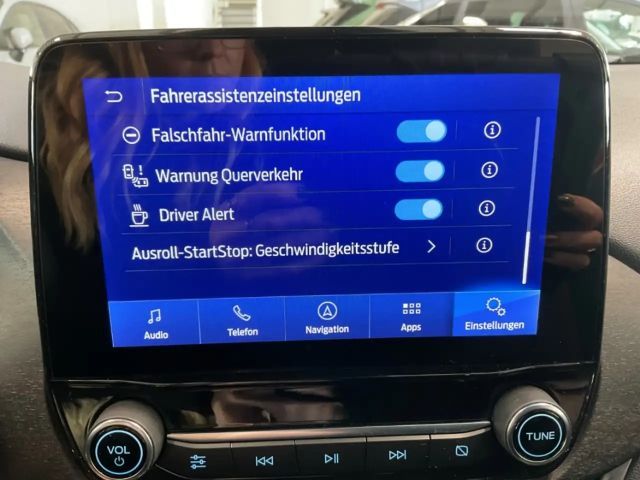 Fahrerassistenzeinstellungen
Falschfahr-Warnfunktion
Warnung Querverkehr
Driver Alert
Ausroll-StartStop: Geschwindigkeitsstufe
Audio
Telefon
Navigation
Apps
Einstellungen
VOL
TUNE